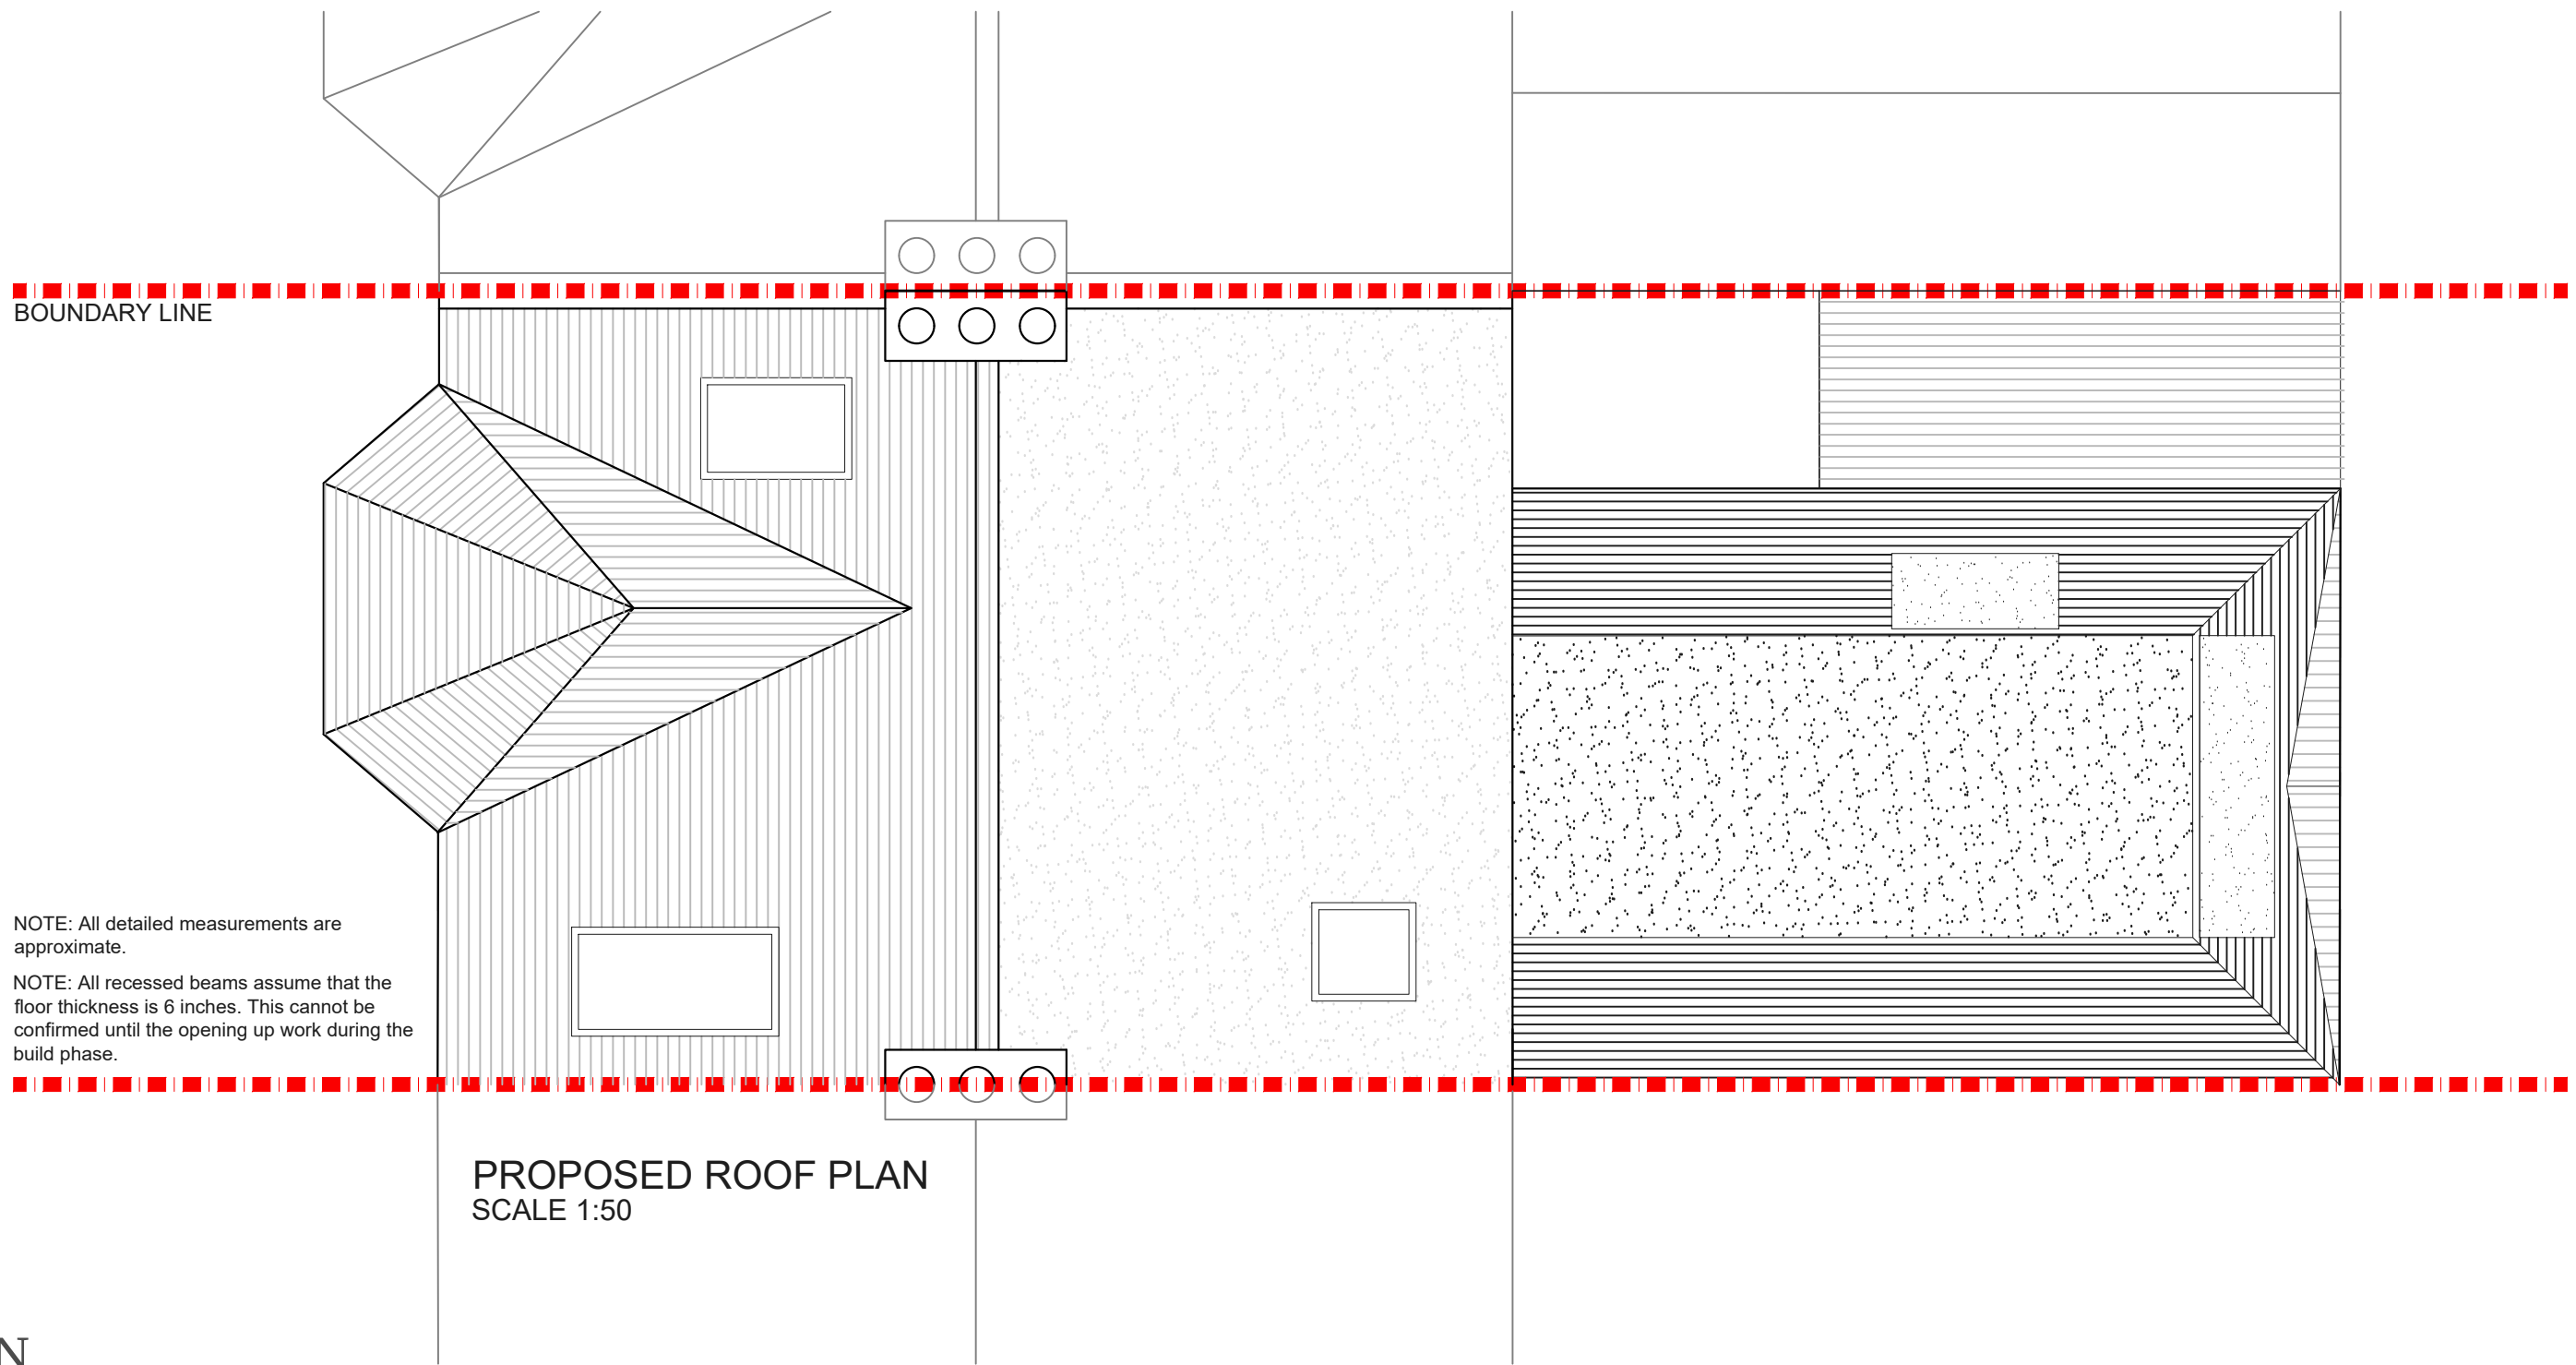 BOUNDARY LINE
NOTE: All detailed measurements are
approximate.
NOTE: All recessed beams assume that the
floor thickness is 6 inches. This cannot be
confirmed until the opening up work during the
build phase.
PROPOSED ROOF PLAN
SCALE 1:50
N